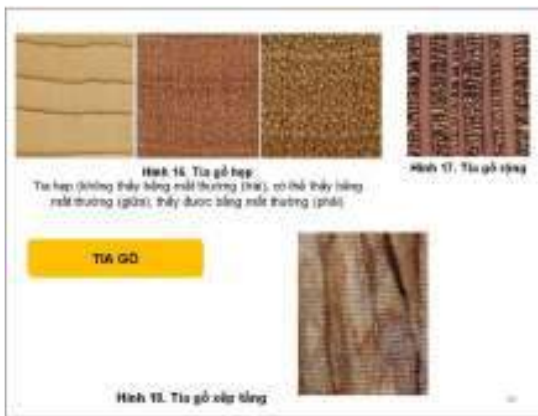 Hình 16. Tia gỗ hẹp
Tia hẹp (không thấy bằng mắt thường (trái), có thể thấy bằng
mắt thường (giữa), thấy được bằng mắt thường (phải)
Hình 17. Tia gỗ rộng
TIA GỖ
Hình 18. Tia gỗ xếp tầng